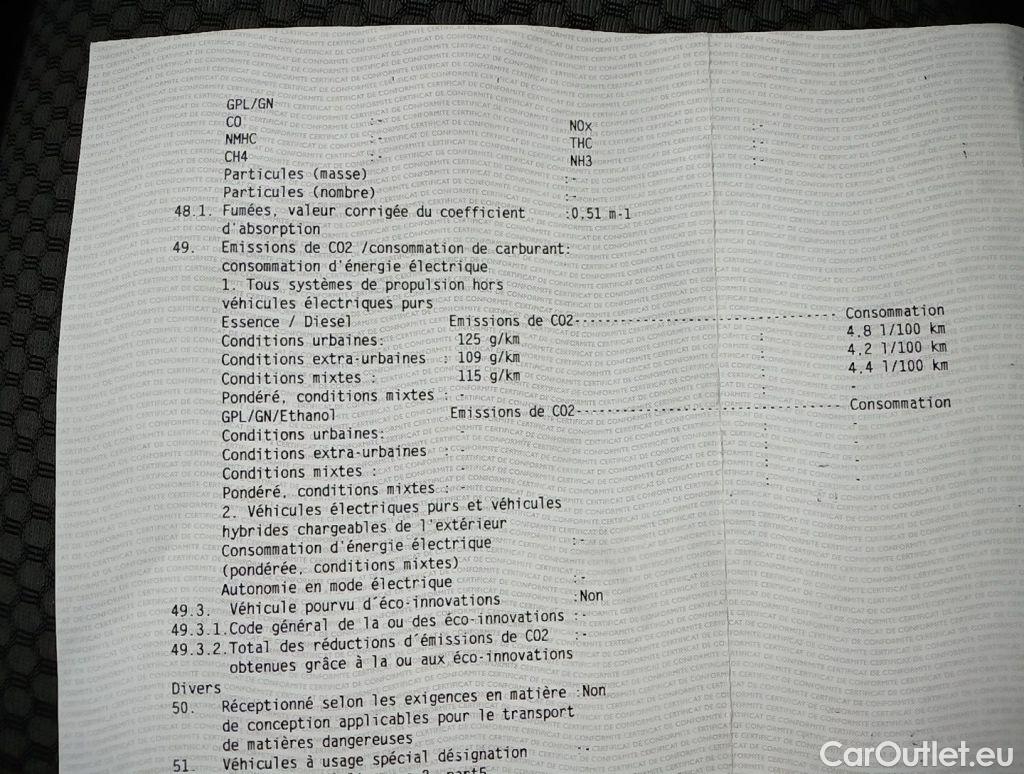 GPL/GN
CO :- NOx :-
NMHC :- THC :-
CH4 :- NH3 :-
Particules (masse) :-
Particules (nombre) :-
48.1. Fumées, valeur corrigée du coefficient :0.51 m-1
d'absorption
49. Emissions de CO2 /consommation de carburant:
consommation d'énergie électrique
1. Tous systèmes de propulsion hors
véhicules électriques purs
Essence / Diesel Emissions de CO2------------------------------ Consommation
Conditions urbaines: 125 g/km : 4.8 l/100 km
Conditions extra-urbaines : 109 g/km : 4.2 l/100 km
Conditions mixtes : 115 g/km : 4.4 l/100 km
Pondéré, conditions mixtes : - : -
GPL/GN/Ethanol Emissions de CO2------------------------------ Consommation
Conditions urbaines: - : -
Conditions extra-urbaines : - : -
Conditions mixtes : - : -
Pondéré, conditions mixtes : - : -
2. Véhicules électriques purs et véhicules
hybrides chargeables de l'extérieur
Consommation d'énergie électrique :-
(pondérée, conditions mixtes)
Autonomie en mode électrique :-
49.3. Véhicule pourvu d'éco-innovations :Non
49.3.1.Code général de la ou des éco-innovations :-
49.3.2.Total des réductions d'émissions de CO2 :-
obtenues grâce à la ou aux éco-innovations
Divers
50. Réceptionné selon les exigences en matière :Non
de conception applicables pour le transport
de matières dangereuses
51. Véhicules à usage spécial désignation :-
CarOutlet.eu